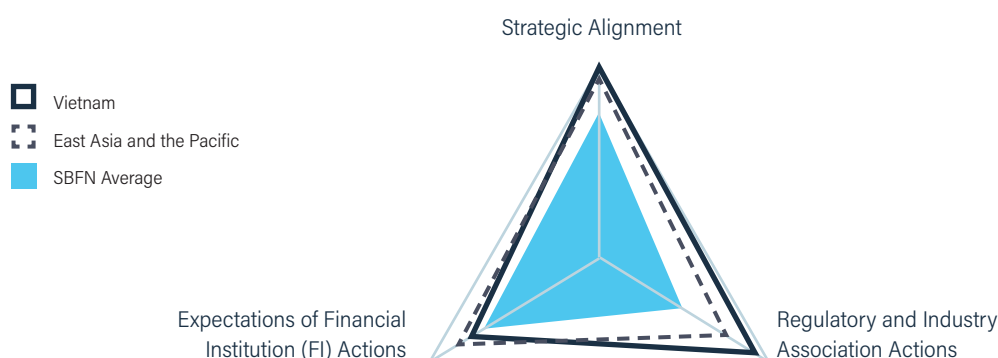 Strategic Alignment
Vietnam
East Asia and the Pacific
SBFN Average
Expectations of Financial
Institution (FI) Actions
Regulatory and Industry
Association Actions